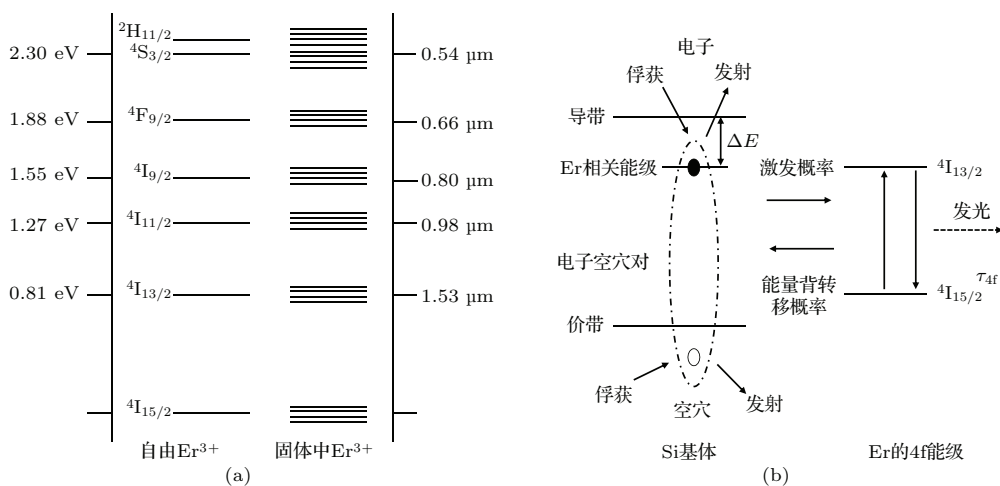 ²H₁₁/₂
2.30 eV
⁴S₃/₂
0.54 µm
1.88 eV
⁴F₉/₂
0.66 µm
1.55 eV
⁴I₉/₂
0.80 µm
1.27 eV
⁴I₁₁/₂
0.98 µm
0.81 eV
⁴I₁₃/₂
1.53 µm
⁴I₁₅/₂
自由Er³⁺
固体中Er³⁺
(a)
电子
俘获
发射
导带
ΔE
Er相关能级
激发概率
⁴I₁₃/₂
发光
电子空穴对
能量背转
移概率
τ₄f
⁴I₁₅/₂
价带
俘获
空穴
发射
Si基体
Er的4f能级
(b)